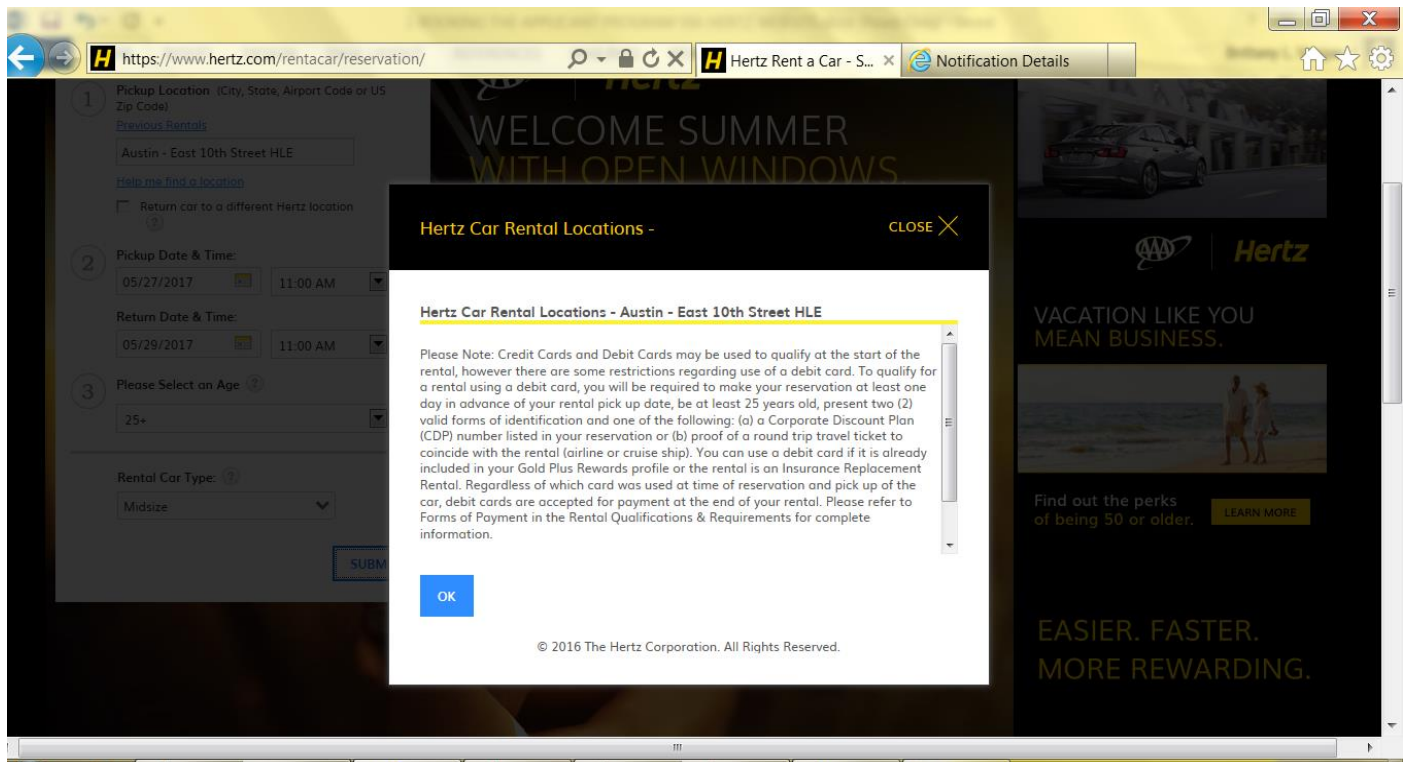 https://www.hertz.com/rentacar/reservation/
Hertz Rent a Car - S...
Notification Details
1
Pickup Location (City, State, Airport Code or US
Zip Code)
Previous Rentals
Austin - East 10th Street HLE
Help me find a location
Return car to a different Hertz location
2
Pickup Date & Time:
05/27/2017
11:00 AM
Return Date & Time:
05/29/2017
11:00 AM
3
Please Select an Age
25+
Rental Car Type:
Midsize
SUBM
Hertz
WELCOME SUMMER
WITH OPEN WINDOWS
Hertz Car Rental Locations -
CLOSE
Hertz Car Rental Locations - Austin - East 10th Street HLE
Please Note: Credit Cards and Debit Cards may be used to qualify at the start of the
rental, however there are some restrictions regarding use of a debit card. To qualify for
a rental using a debit card, you will be required to make your reservation at least one
day in advance of your rental pick up date, be at least 25 years old, present two (2)
valid forms of identification and one of the following: (a) a Corporate Discount Plan
(CDP) number listed in your reservation or (b) proof of a round trip travel ticket to
coincide with the rental (airline or cruise ship). You can use a debit card if it is already
included in your Gold Plus Rewards profile or the rental is an Insurance Replacement
Rental. Regardless of which card was used at time of reservation and pick up of the
car, debit cards are accepted for payment at the end of your rental. Please refer to
Forms of Payment in the Rental Qualifications & Requirements for complete
information.
OK
© 2016 The Hertz Corporation. All Rights Reserved.
AAA Hertz
VACATION LIKE YOU
MEAN BUSINESS.
Find out the perks
of being 50 or older.
LEARN MORE
EASIER. FASTER.
MORE REWARDING.